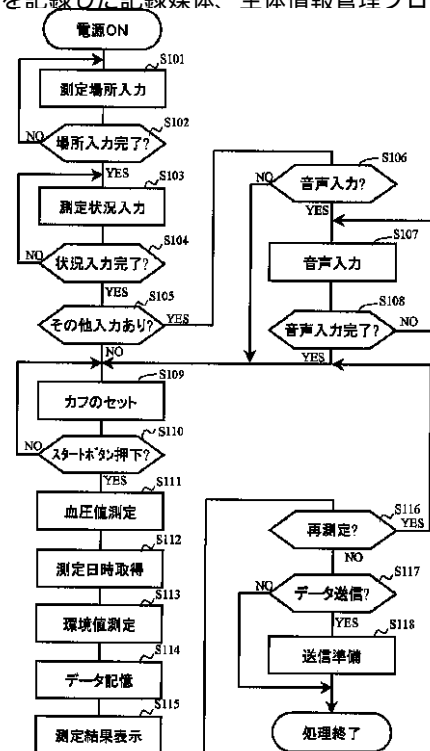 を記録した記録媒体、生体情報管理プロ
電源ON
S101
測定場所入力
S102
場所入力完了?
NO
YES
S103
測定状況入力
S104
状況入力完了?
NO
YES
S105
その他入力あり?
YES
NO
S106
音声入力?
NO
YES
S107
音声入力
S108
音声入力完了?
NO
YES
S109
カフのセット
S110
スタートボタン押下?
NO
YES
S111
血圧値測定
S112
測定日時取得
S113
環境値測定
S114
データ記憶
S115
測定結果表示
S116
再測定?
YES
NO
S117
データ送信?
NO
YES
S118
送信準備
処理終了